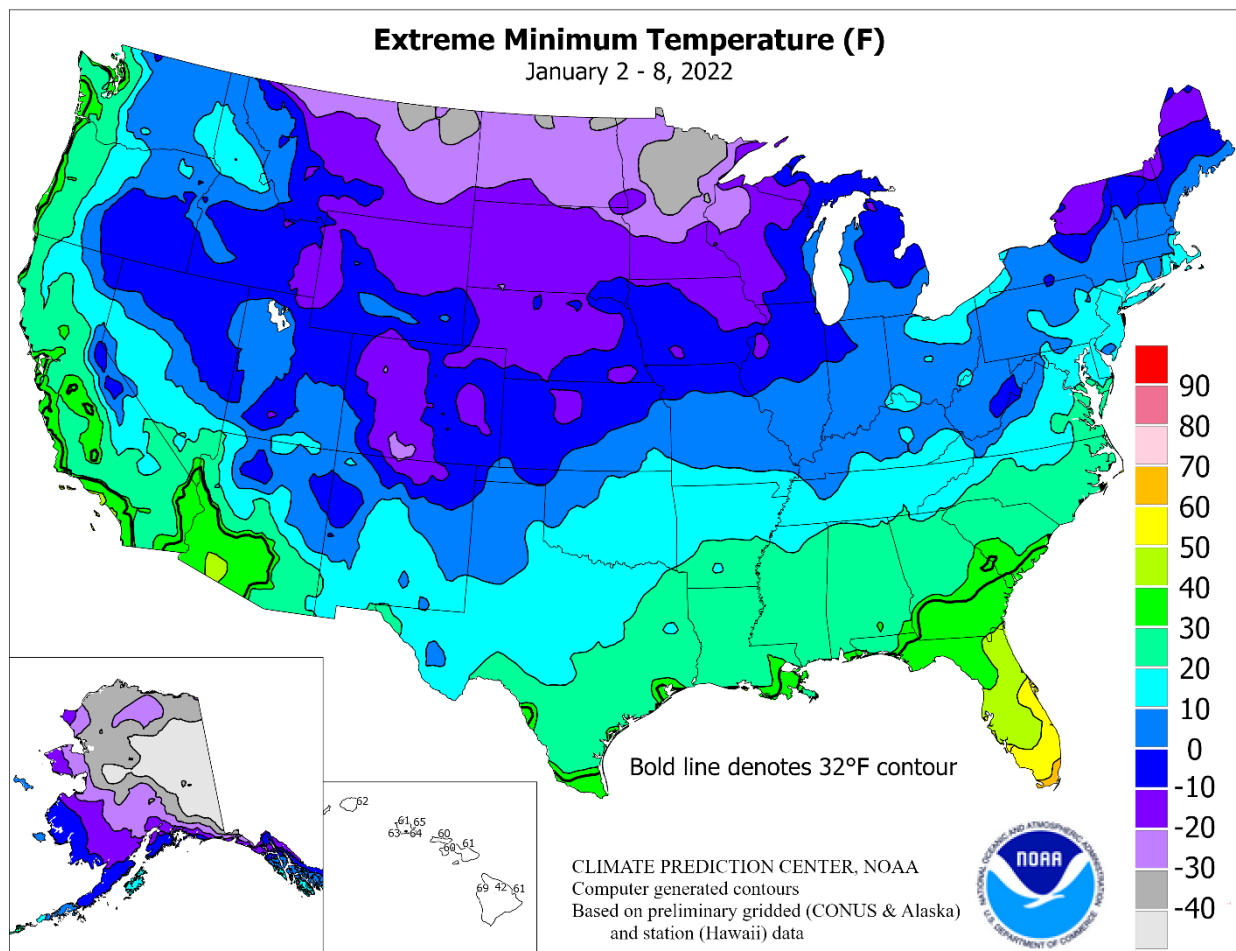 Extreme Minimum Temperature (F)
January 2 - 8, 2022
90
80
70
60
50
40
30
20
10
0
-10
-20
-30
-40
Bold line denotes 32°F contour
62
61
65
63
64
60
60
61
69
42
61
CLIMATE PREDICTION CENTER, NOAA
Computer generated contours
Based on preliminary gridded (CONUS & Alaska)
and station (Hawaii) data
NATIONAL OCEANIC AND ATMOSPHERIC ADMINISTRATION
NOAA
U.S. DEPARTMENT OF COMMERCE